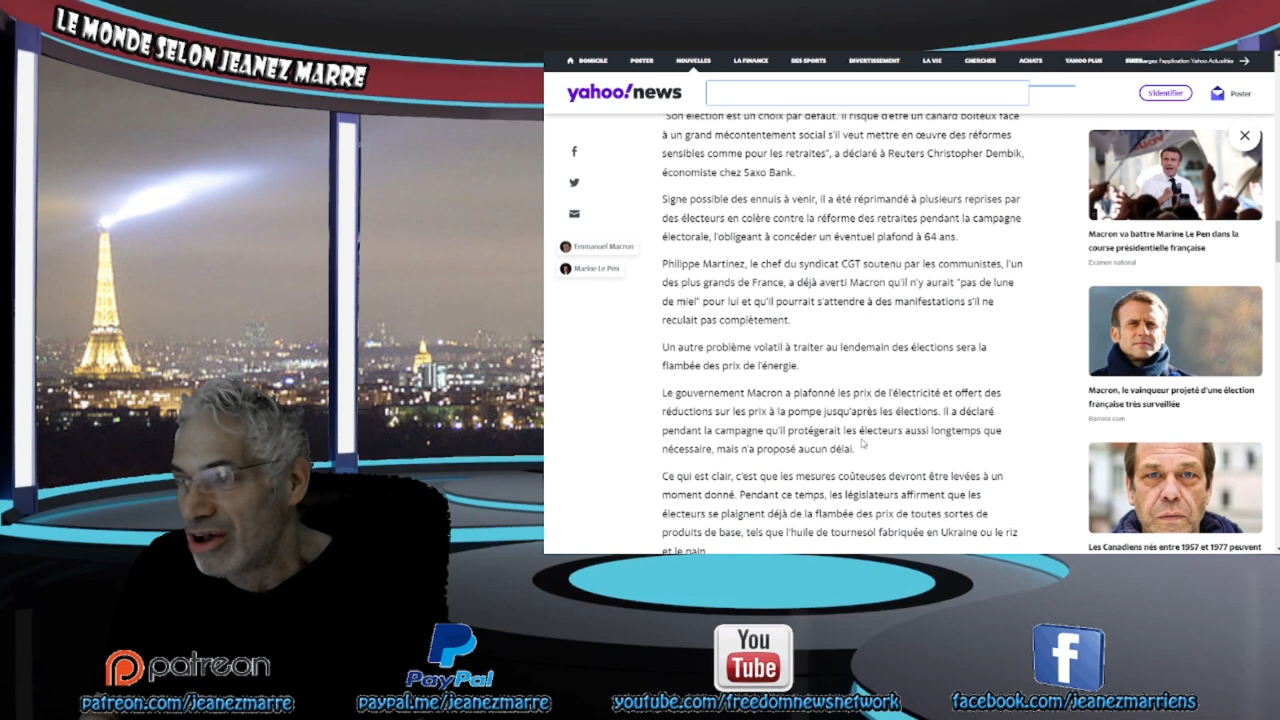 LE MONDE SELON JEANEZ MARRE
DOMICILE
POSTER
NOUVELLES
LA FINANCE
DES SPORTS
DIVERTISSEMENT
LA VIE
CHERCHER
ACHATS
YAHOO PLUS
l'application Yahoo Actualités
yahoo!news
S'identifier
Poster
"Son élection est un choix par défaut. Il risque d'être un canard boiteux face
à un grand mécontentement social s'il veut mettre en œuvre des réformes
sensibles comme pour les retraites", a déclaré à Reuters Christopher Dembik,
économiste chez Saxo Bank.
Signe possible des ennuis à venir, il a été réprimandé à plusieurs reprises par
des électeurs en colère contre la réforme des retraites pendant la campagne
électorale, l'obligeant à concéder un éventuel plafond à 64 ans.
Emmanuel Macron
Marine Le Pen
Philippe Martinez, le chef du syndicat CGT soutenu par les communistes, l'un
des plus grands de France, a déjà averti Macron qu'il n'y aurait "pas de lune
de miel" pour lui et qu'il pourrait s'attendre à des manifestations s'il ne
reculait pas complètement.
Un autre problème volatil à traiter au lendemain des élections sera la
flambée des prix de l'énergie.
Le gouvernement Macron a plafonné les prix de l'électricité et offert des
réductions sur les prix à la pompe jusqu'après les élections. Il a déclaré
pendant la campagne qu'il protégerait les électeurs aussi longtemps que
nécessaire, mais n'a proposé aucun délai.
Ce qui est clair, c'est que les mesures coûteuses devront être levées à un
moment donné. Pendant ce temps, les législateurs affirment que les
électeurs se plaignent déjà de la flambée des prix de toutes sortes de
produits de base, tels que l'huile de tournesol fabriquée en Ukraine ou le riz
et le pain
Macron va battre Marine Le Pen dans la
course présidentielle française
Examen national
Macron, le vainqueur projeté d'une élection
française très surveillée
Barrons.com
Les Canadiens nés entre 1957 et 1977 peuvent
patreon
patreon.com/jeanezmarre
PayPal
paypal.me/jeanezmarre
You
Tube
youtube.com/freedomnewsnetwork
f
facebook.com/jeanezmarriens